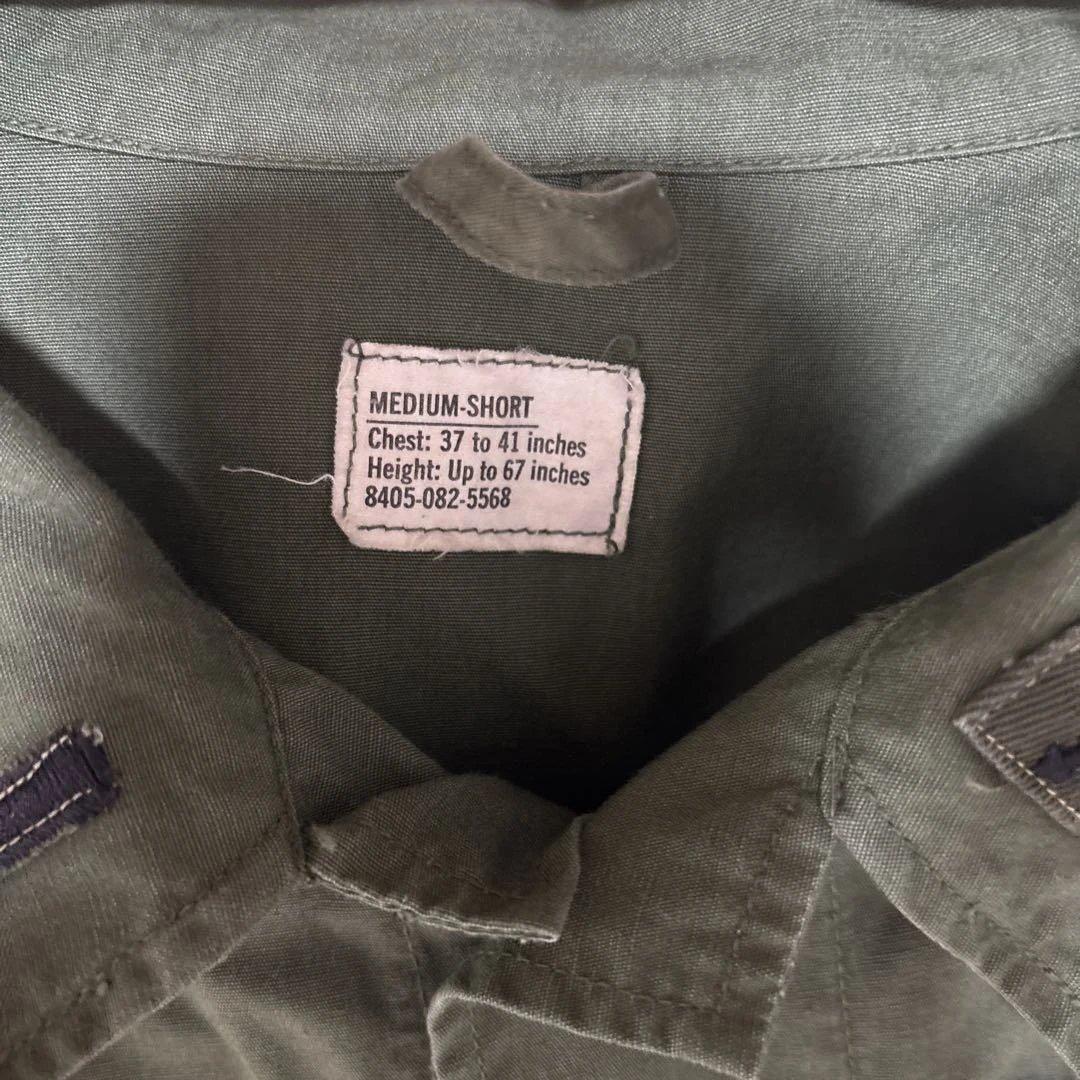 MEDIUM-SHORT
Chest: 37 to 41 inches
Height: Up to 67 inches
8405-082-5568